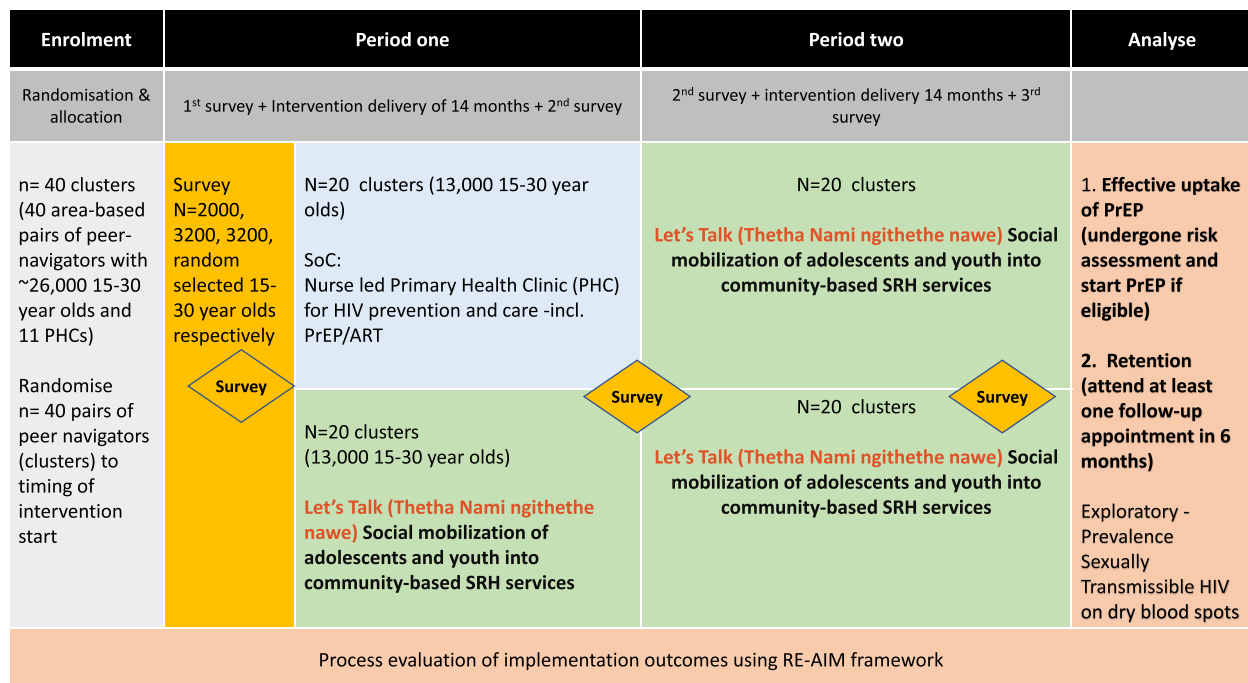 Enrolment
Period one
Period two
Analyse
Randomisation &
allocation
1st survey + Intervention delivery of 14 months + 2nd survey
2nd survey + intervention delivery 14 months + 3rd
survey
n= 40 clusters
(40 area-based
pairs of peer-
navigators with
~26,000 15-30
year olds and
11 PHCs)
Randomise
n= 40 pairs of
peer navigators
(clusters) to
timing of
intervention
start
Survey
N=2000,
3200, 3200,
random
selected 15-
30 year olds
respectively
Survey
N=20 clusters (13,000 15-30 year
olds)
SoC:
Nurse led Primary Health Clinic (PHC)
for HIV prevention and care -incl.
PrEP/ART
N=20 clusters
(13,000 15-30 year olds)
Let’s Talk (Thetha Nami ngithethe
nawe) Social mobilization of
adolescents and youth into
community-based SRH services
Survey
N=20 clusters
Let’s Talk (Thetha Nami ngithethe nawe) Social
mobilization of adolescents and youth into
community-based SRH services
Survey
N=20 clusters
Let’s Talk (Thetha Nami ngithethe nawe) Social
mobilization of adolescents and youth into
community-based SRH services
1. Effective uptake
of PrEP
(undergone risk
assessment and
start PrEP if
eligible)
2. Retention
(attend at least
one follow-up
appointment in 6
months)
Exploratory -
Prevalence
Sexually
Transmissible HIV
on dry blood spots
Process evaluation of implementation outcomes using RE-AIM framework